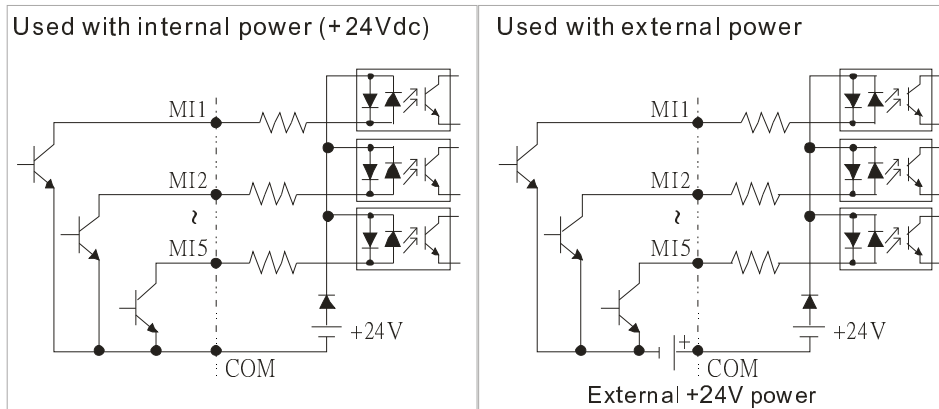 Used with internal power (+24Vdc)
MI1
MI2
~
MI5
+24V
COM
Used with external power
MI1
MI2
~
MI5
+24V
+
COM
External +24V power